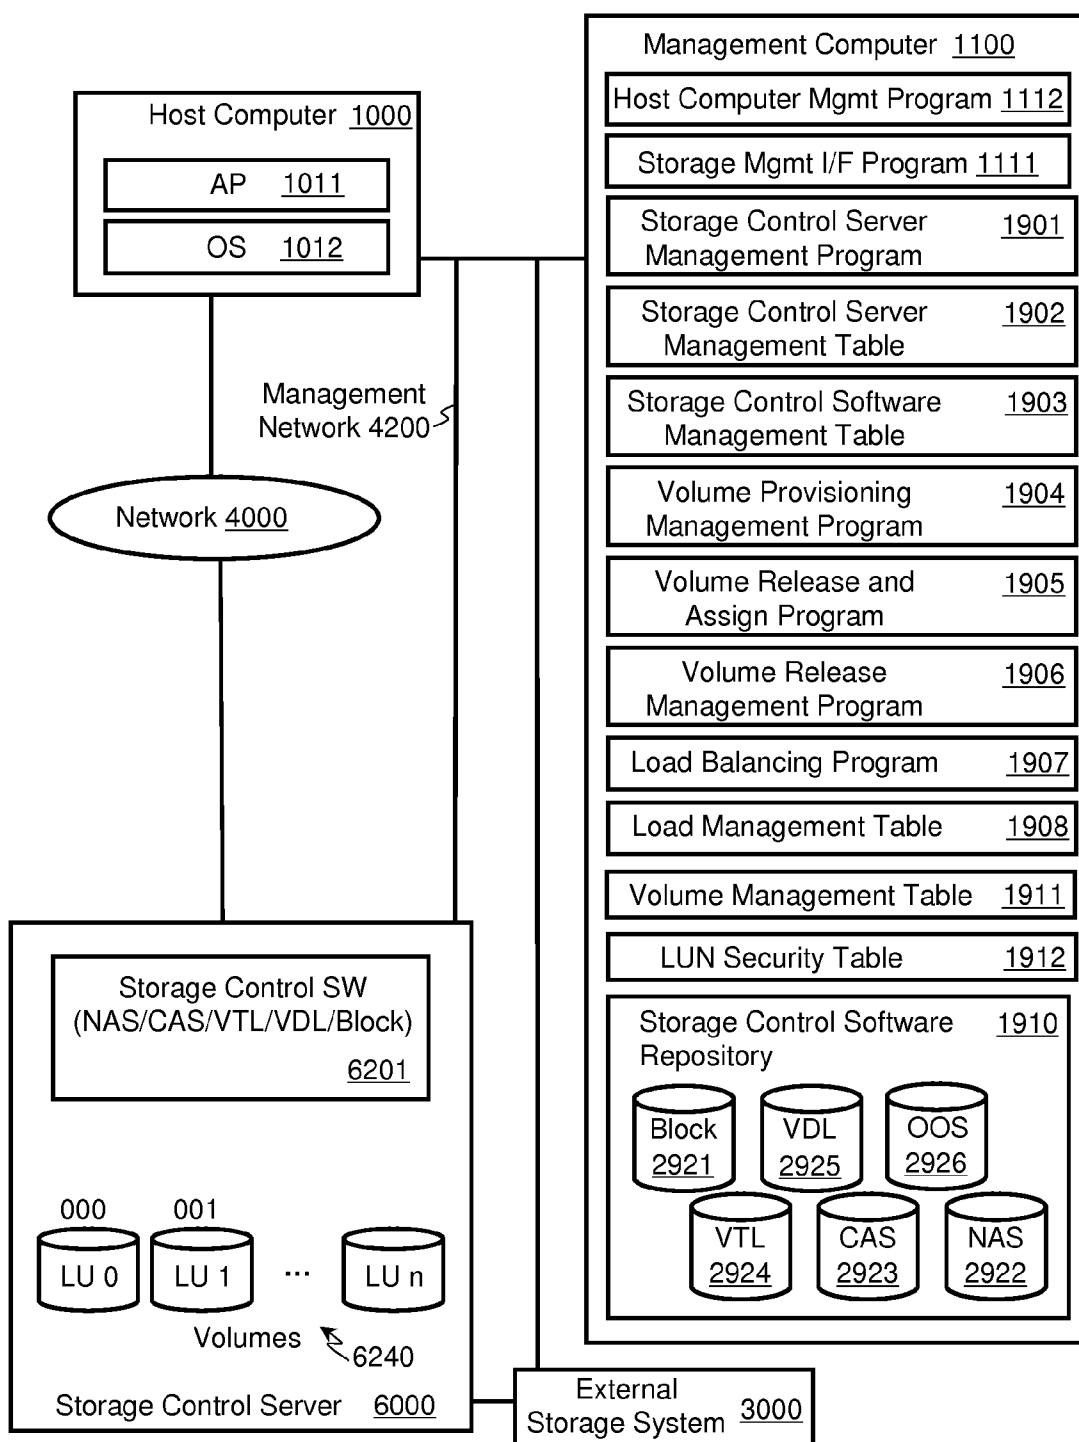 Host Computer 1000
AP 1011
OS 1012
Management
Network 4200
Network 4000
Storage Control SW
(NAS/CAS/VTL/VDL/Block)
6201
000 001
LU 0 LU 1 ... LU n
Volumes
6240
Storage Control Server 6000
External
Storage System 3000
Management Computer 1100
Host Computer Mgmt Program 1112
Storage Mgmt I/F Program 1111
Storage Control Server 1901
Management Program
Storage Control Server 1902
Management Table
Storage Control Software 1903
Management Table
Volume Provisioning 1904
Management Program
Volume Release and 1905
Assign Program
Volume Release 1906
Management Program
Load Balancing Program 1907
Load Management Table 1908
Volume Management Table 1911
LUN Security Table 1912
Storage Control Software 1910
Repository
Block VDL OOS
2921 2925 2926
VTL CAS NAS
2924 2923 2922